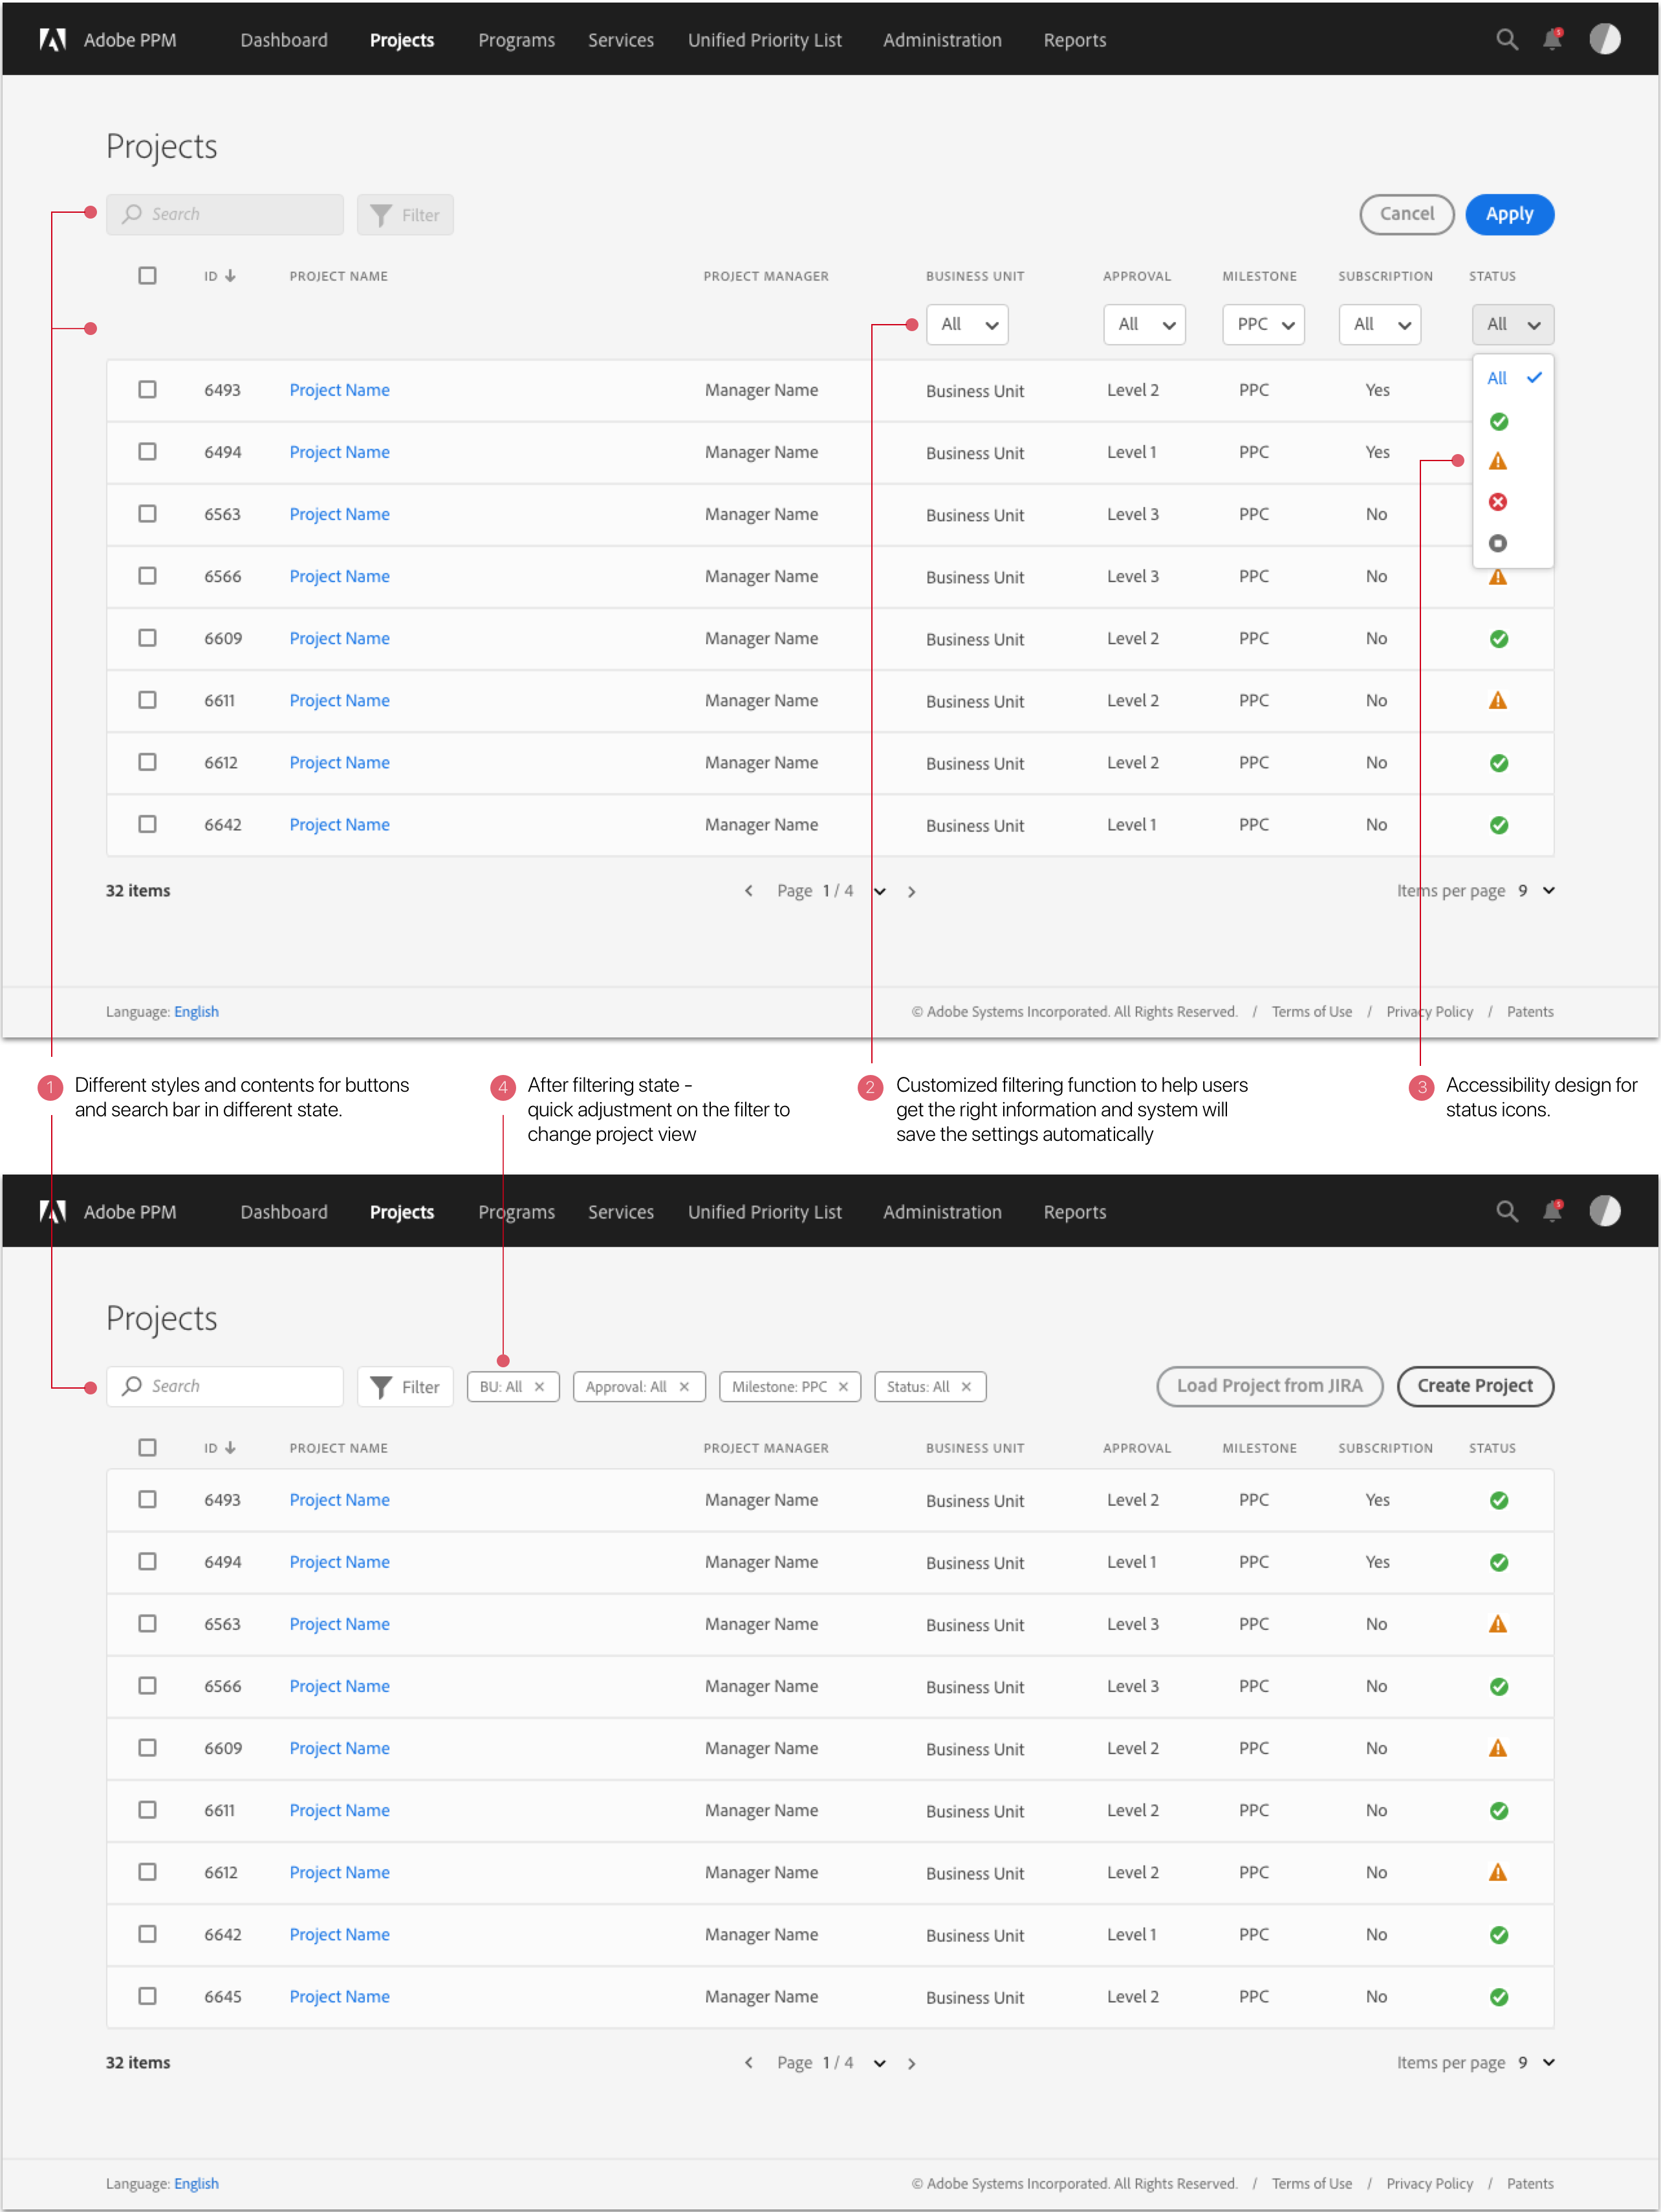 Adobe PPM Dashboard Projects Programs Services Unified Priority List Administration Reports
Projects
Search Filter Cancel Apply
ID PROJECT NAME PROJECT MANAGER BUSINESS UNIT APPROVAL MILESTONE SUBSCRIPTION STATUS
All All PPC All All
All
6493 Project Name Manager Name Business Unit Level 2 PPC Yes
6494 Project Name Manager Name Business Unit Level 1 PPC Yes
6563 Project Name Manager Name Business Unit Level 3 PPC No
6566 Project Name Manager Name Business Unit Level 3 PPC No
6609 Project Name Manager Name Business Unit Level 2 PPC No
6611 Project Name Manager Name Business Unit Level 2 PPC No
6612 Project Name Manager Name Business Unit Level 2 PPC No
6642 Project Name Manager Name Business Unit Level 1 PPC No
32 items Page 1 / 4 Items per page 9
Language: English © Adobe Systems Incorporated. All Rights Reserved. / Terms of Use / Privacy Policy / Patents
1 Different styles and contents for buttons
and search bar in different state.
4 After filtering state -
quick adjustment on the filter to
change project view
2 Customized filtering function to help users
get the right information and system will
save the settings automatically
3 Accessibility design for
status icons.
Adobe PPM Dashboard Projects Programs Services Unified Priority List Administration Reports
Projects
Search Filter BU: All × Approval: All × Milestone: PPC × Status: All × Load Project from JIRA Create Project
ID PROJECT NAME PROJECT MANAGER BUSINESS UNIT APPROVAL MILESTONE SUBSCRIPTION STATUS
6493 Project Name Manager Name Business Unit Level 2 PPC Yes
6494 Project Name Manager Name Business Unit Level 1 PPC Yes
6563 Project Name Manager Name Business Unit Level 3 PPC No
6566 Project Name Manager Name Business Unit Level 3 PPC No
6609 Project Name Manager Name Business Unit Level 2 PPC No
6611 Project Name Manager Name Business Unit Level 2 PPC No
6612 Project Name Manager Name Business Unit Level 2 PPC No
6642 Project Name Manager Name Business Unit Level 1 PPC No
6645 Project Name Manager Name Business Unit Level 2 PPC No
32 items Page 1 / 4 Items per page 9
Language: English © Adobe Systems Incorporated. All Rights Reserved. / Terms of Use / Privacy Policy / Patents